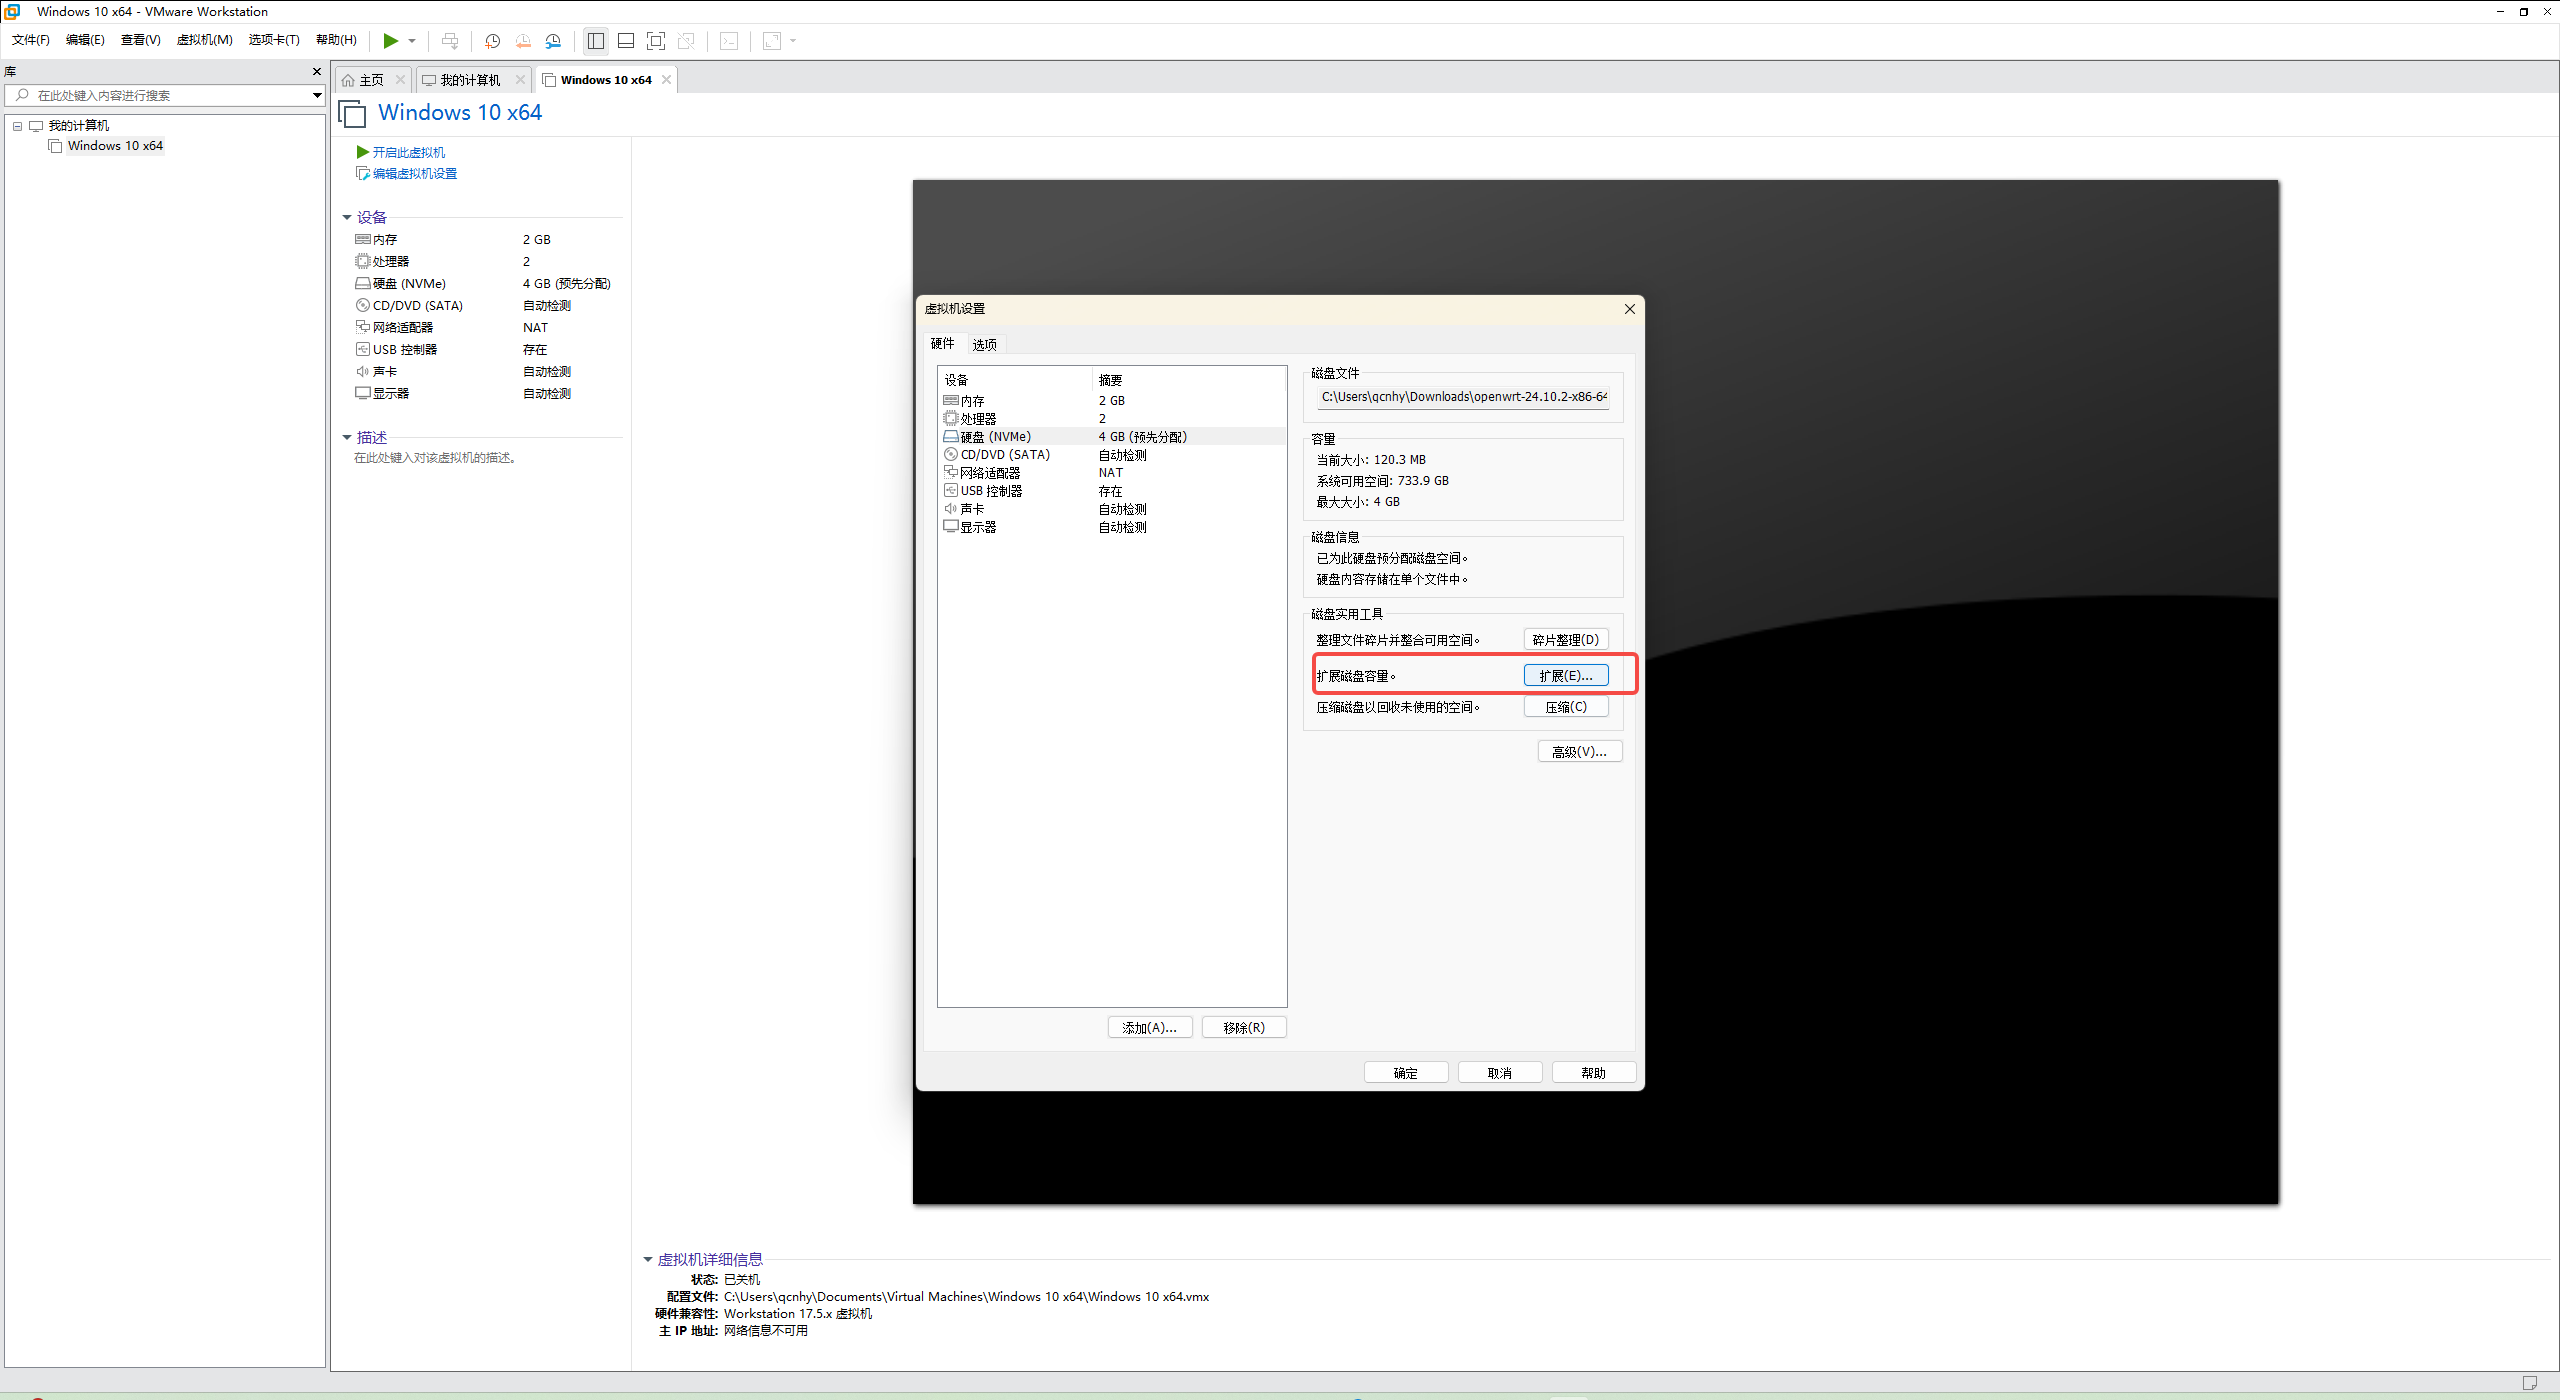 Windows 10 x64 - VMware Workstation
文件(F) 编辑(E) 查看(V) 虚拟机(M) 选项卡(T) 帮助(H)
库
在此处键入内容进行搜索
我的计算机
Windows 10 x64
主页 我的计算机 Windows 10 x64
Windows 10 x64
开启此虚拟机
编辑虚拟机设置
设备
内存 2 GB
处理器 2
硬盘 (NVMe) 4 GB (预先分配)
CD/DVD (SATA) 自动检测
网络适配器 NAT
USB 控制器 存在
声卡 自动检测
显示器 自动检测
描述
在此处键入对该虚拟机的描述。
虚拟机设置
硬件 选项
设备 摘要
内存 2 GB
处理器 2
硬盘 (NVMe) 4 GB (预先分配)
CD/DVD (SATA) 自动检测
网络适配器 NAT
USB 控制器 存在
声卡 自动检测
显示器 自动检测
添加(A)... 移除(R)
磁盘文件
C:\Users\qcnhy\Downloads\openwrt-24.10.2-x86-64
容量
当前大小: 120.3 MB
系统可用空间: 733.9 GB
最大大小: 4 GB
磁盘信息
已为此硬盘预分配磁盘空间。
硬盘内容存储在单个文件中。
磁盘实用工具
整理文件碎片并整合可用空间。 碎片整理(D)
扩展磁盘容量。 扩展(E)...
压缩磁盘以回收未使用的空间。 压缩(C)
高级(V)...
确定 取消 帮助
虚拟机详细信息
状态: 已关机
配置文件: C:\Users\qcnhy\Documents\Virtual Machines\Windows 10 x64\Windows 10 x64.vmx
硬件兼容性: Workstation 17.5.x 虚拟机
主 IP 地址: 网络信息不可用